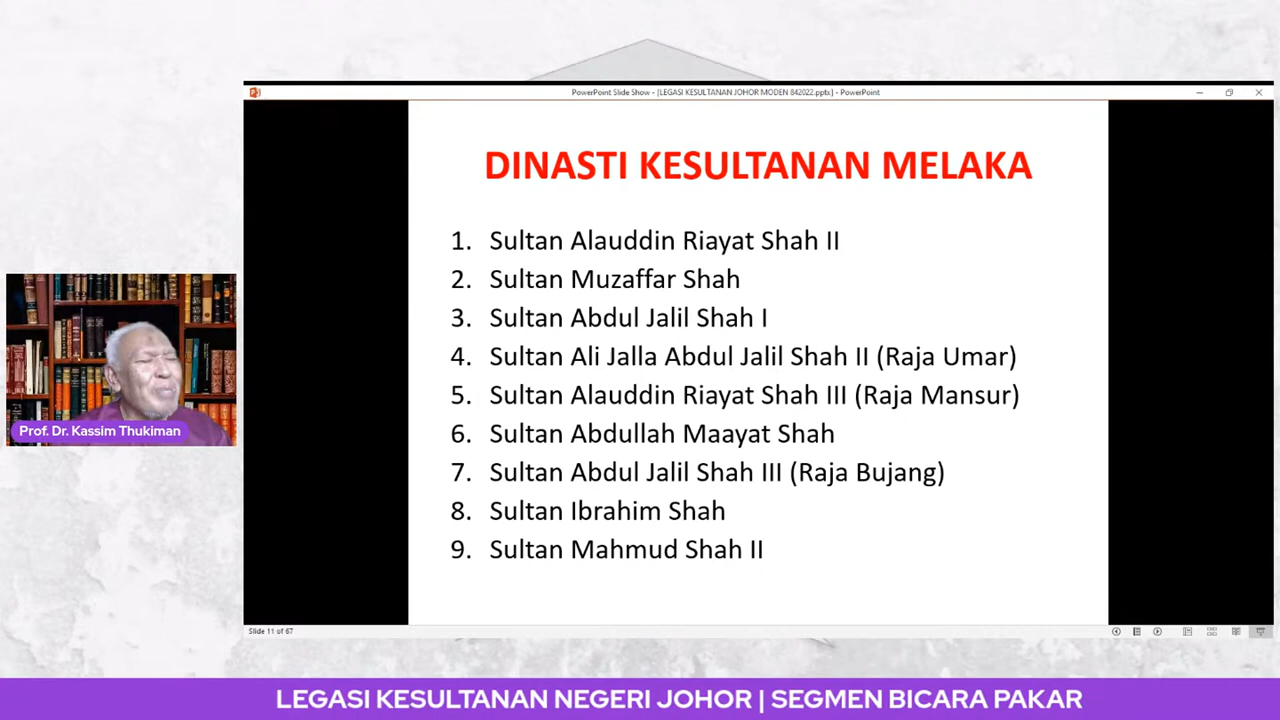 PowerPoint Slide Show - [LEGASI KESULTANAN JOHOR MODEN 842022.pptx] - PowerPoint
DINASTI KESULTANAN MELAKA
1. Sultan Alauddin Riayat Shah II
2. Sultan Muzaffar Shah
3. Sultan Abdul Jalil Shah I
4. Sultan Ali Jalla Abdul Jalil Shah II (Raja Umar)
5. Sultan Alauddin Riayat Shah III (Raja Mansur)
6. Sultan Abdullah Maayat Shah
7. Sultan Abdul Jalil Shah III (Raja Bujang)
8. Sultan Ibrahim Shah
9. Sultan Mahmud Shah II
Prof. Dr. Kassim Thukiman
Slide 11 of 67
LEGASI KESULTANAN NEGERI JOHOR | SEGMEN BICARA PAKAR